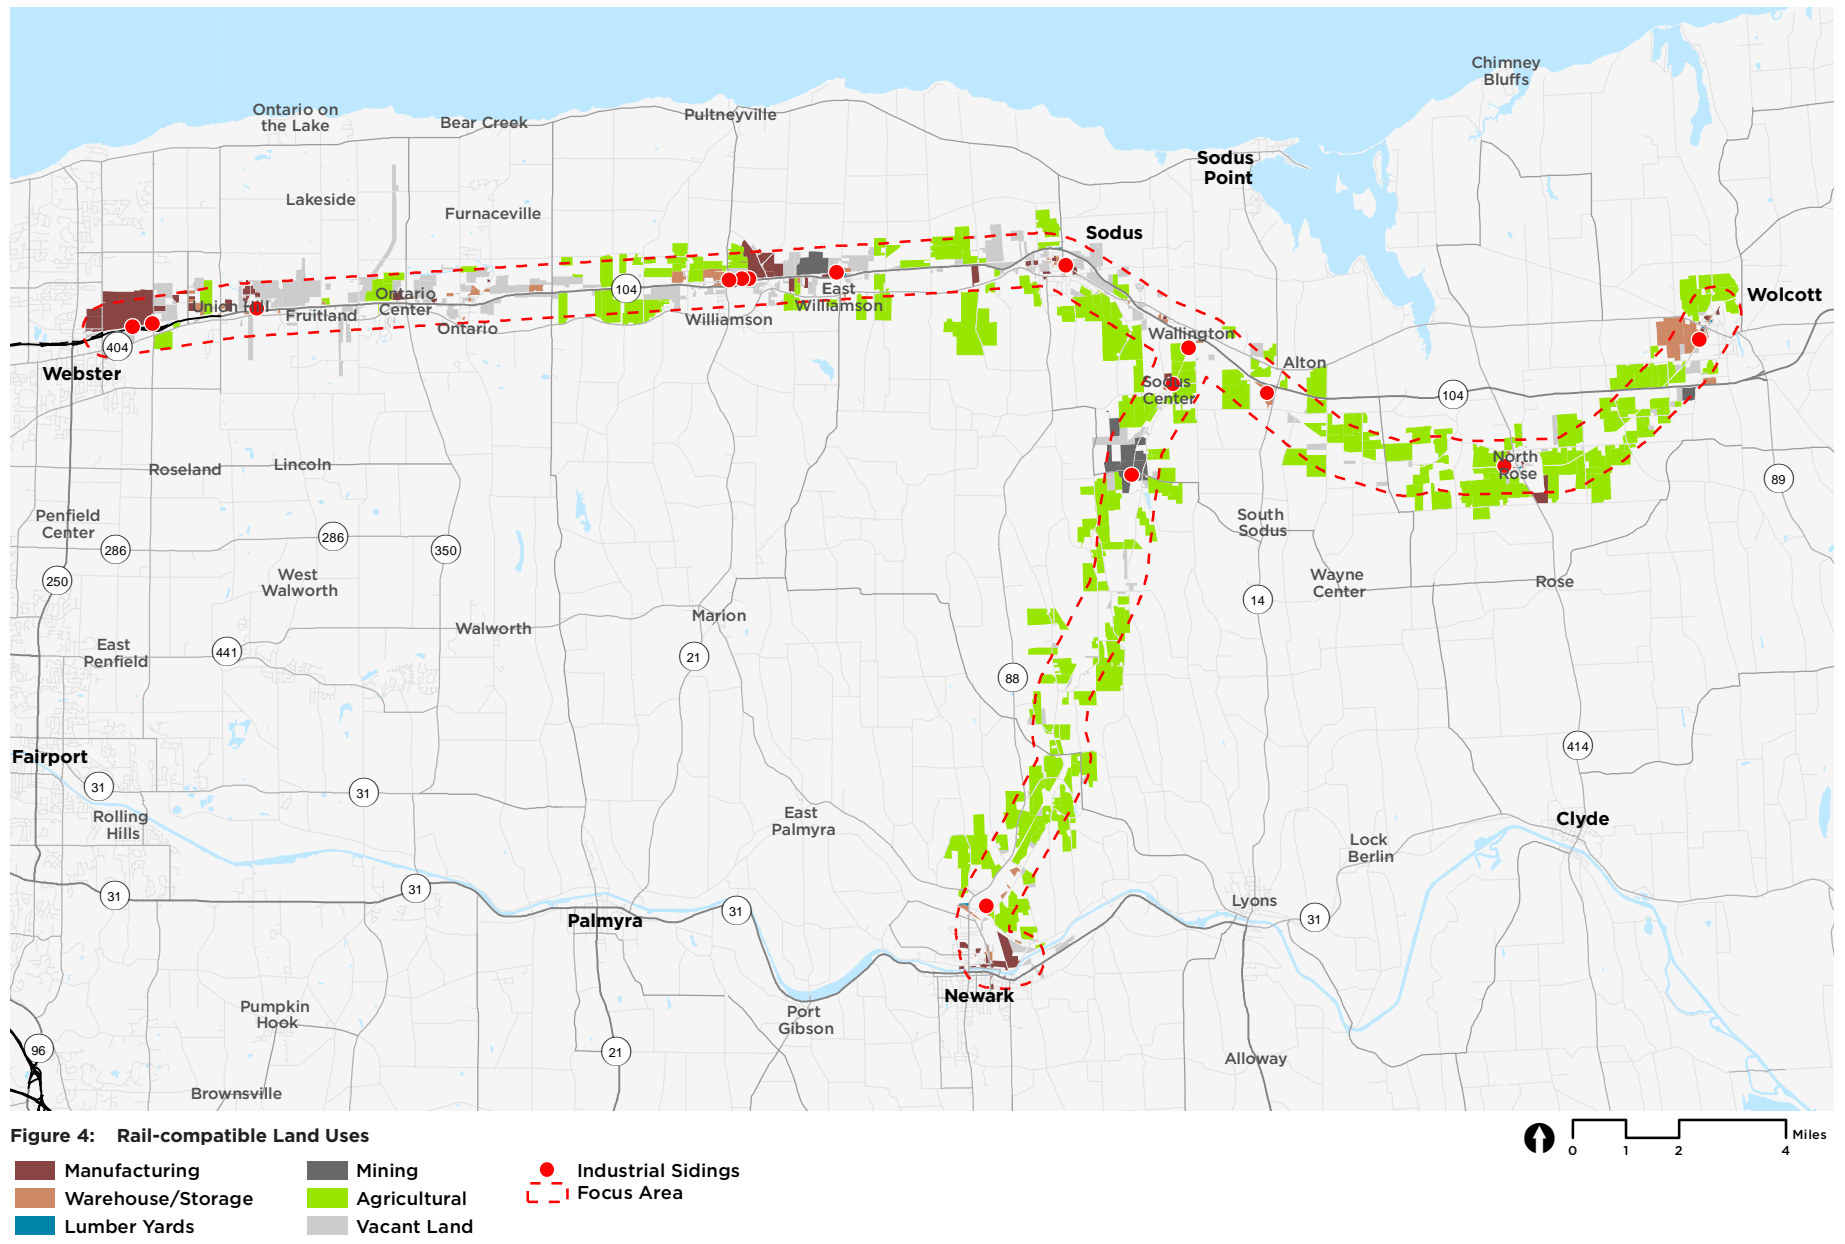 Chimney
Bluffs
Ontario on
the Lake
Bear Creek
Pultneyville
Sodus
Point
Lakeside
Furnaceville
Sodus
Wolcott
104
Union Hill
Ontario
Center
Fruitland
Ontario
East
Williamson
Williamson
Wallington
404
Webster
Alton
Sodus
Center
104
North
Rose
Roseland
Lincoln
89
Penfield
Center
286
286
350
South
Sodus
250
West
Walworth
Wayne
Center
Rose
14
Marion
Walworth
East
Penfield
441
21
88
Fairport
414
31
31
Rolling
Hills
East
Palmyra
Clyde
Lock
Berlin
31
31
31
Palmyra
Lyons
31
Newark
Pumpkin
Hook
Port
Gibson
96
21
Alloway
Brownsville
Figure 4: Rail-compatible Land Uses
Miles
0 1 2 4
Manufacturing
Warehouse/Storage
Lumber Yards
Mining
Agricultural
Vacant Land
Industrial Sidings
Focus Area